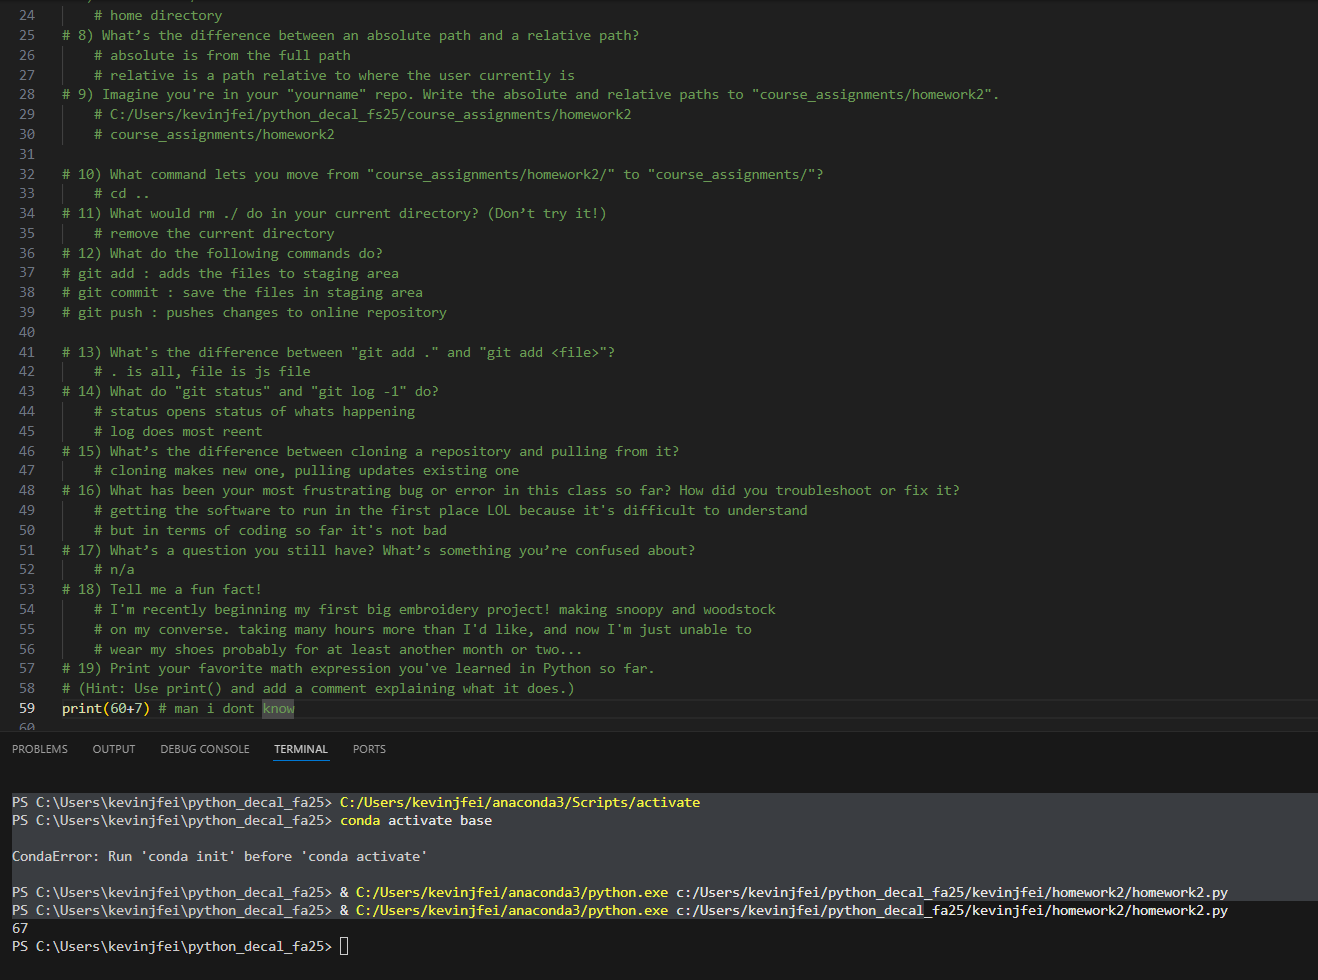 24 # home directory
25 # 8) What’s the difference between an absolute path and a relative path?
26 # absolute is from the full path
27 # relative is a path relative to where the user currently is
28 # 9) Imagine you're in your "yourname" repo. Write the absolute and relative paths to "course_assignments/homework2".
29 # C:/Users/kevinjfei/python_decal_fs25/course_assignments/homework2
30 # course_assignments/homework2
31
32 # 10) What command lets you move from "course_assignments/homework2/" to "course_assignments/"?
33 # cd ..
34 # 11) What would rm ./ do in your current directory? (Don’t try it!)
35 # remove the current directory
36 # 12) What do the following commands do?
37 # git add : adds the files to staging area
38 # git commit : save the files in staging area
39 # git push : pushes changes to online repository
40
41 # 13) What's the difference between "git add ." and "git add <file>"?
42 # . is all, file is js file
43 # 14) What do "git status" and "git log -1" do?
44 # status opens status of whats happening
45 # log does most reent
46 # 15) What’s the difference between cloning a repository and pulling from it?
47 # cloning makes new one, pulling updates existing one
48 # 16) What has been your most frustrating bug or error in this class so far? How did you troubleshoot or fix it?
49 # getting the software to run in the first place LOL because it's difficult to understand
50 # but in terms of coding so far it's not bad
51 # 17) What’s a question you still have? What’s something you’re confused about?
52 # n/a
53 # 18) Tell me a fun fact!
54 # I'm recently beginning my first big embroidery project! making snoopy and woodstock
55 # on my converse. taking many hours more than I'd like, and now I'm just unable to
56 # wear my shoes probably for at least another month or two...
57 # 19) Print your favorite math expression you've learned in Python so far.
58 # (Hint: Use print() and add a comment explaining what it does.)
59 print(60+7) # man i dont know
60
PROBLEMS OUTPUT DEBUG CONSOLE TERMINAL PORTS
PS C:\Users\kevinjfei\python_decal_fa25> C:/Users/kevinjfei/anaconda3/Scripts/activate
PS C:\Users\kevinjfei\python_decal_fa25> conda activate base
CondaError: Run 'conda init' before 'conda activate'
PS C:\Users\kevinjfei\python_decal_fa25> & C:/Users/kevinjfei/anaconda3/python.exe c:/Users/kevinjfei/python_decal_fa25/kevinjfei/homework2/homework2.py
PS C:\Users\kevinjfei\python_decal_fa25> & C:/Users/kevinjfei/anaconda3/python.exe c:/Users/kevinjfei/python_decal_fa25/kevinjfei/homework2/homework2.py
67
PS C:\Users\kevinjfei\python_decal_fa25>